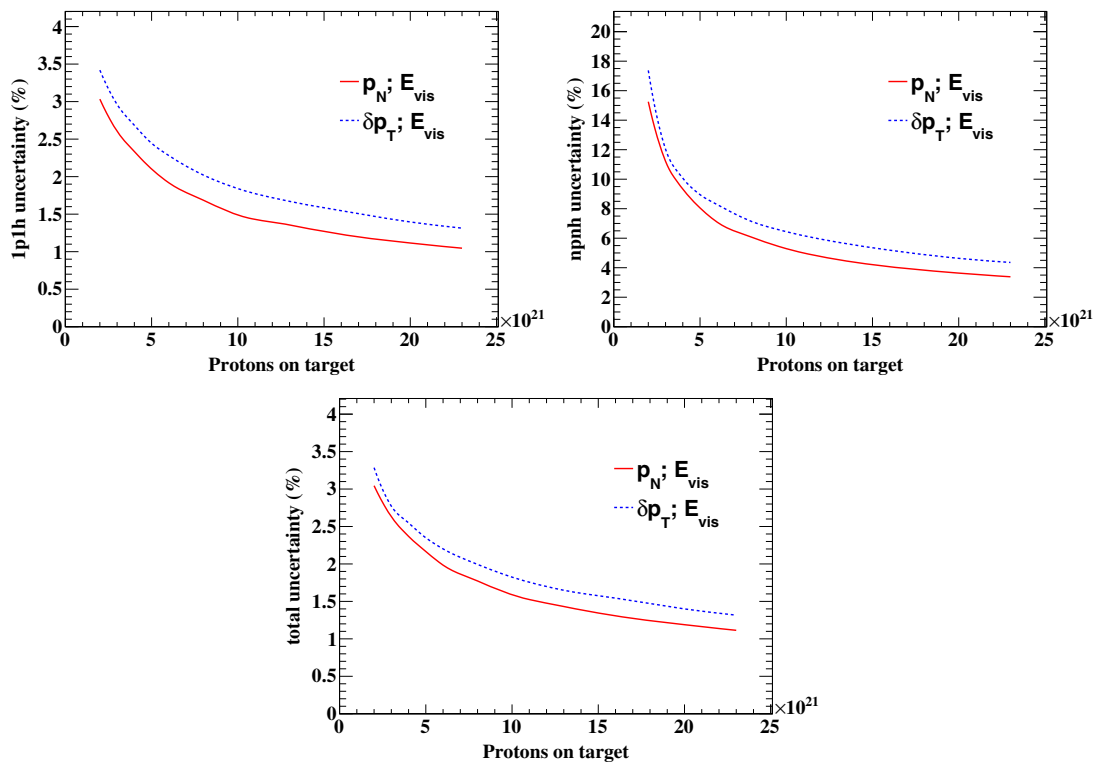 1p1h uncertainty (%)
4
3.5
3
2.5
2
1.5
1
0.5
0
p_N; E_vis
δp_T; E_vis
0 5 10 15 20 25
×10^21
Protons on target
npnh uncertainty (%)
20
18
16
14
12
10
8
6
4
2
0
p_N; E_vis
δp_T; E_vis
0 5 10 15 20 25
×10^21
Protons on target
total uncertainty (%)
4
3.5
3
2.5
2
1.5
1
0.5
0
p_N; E_vis
δp_T; E_vis
0 5 10 15 20 25
×10^21
Protons on target